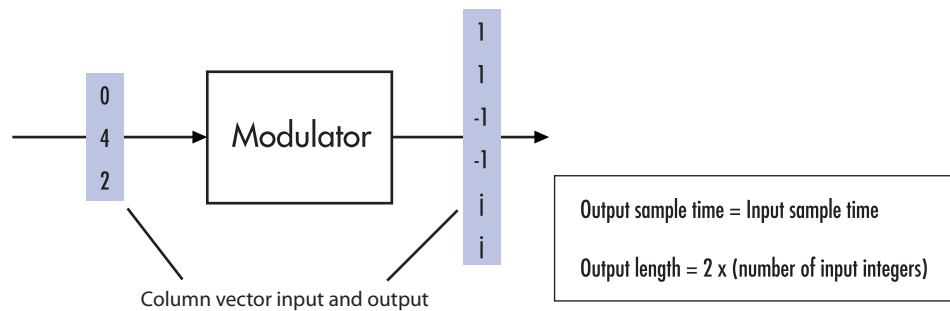 0
4
2
Modulator
1
1
-1
-1
i
i
Output sample time = Input sample time
Output length = 2 x (number of input integers)
Column vector input and output